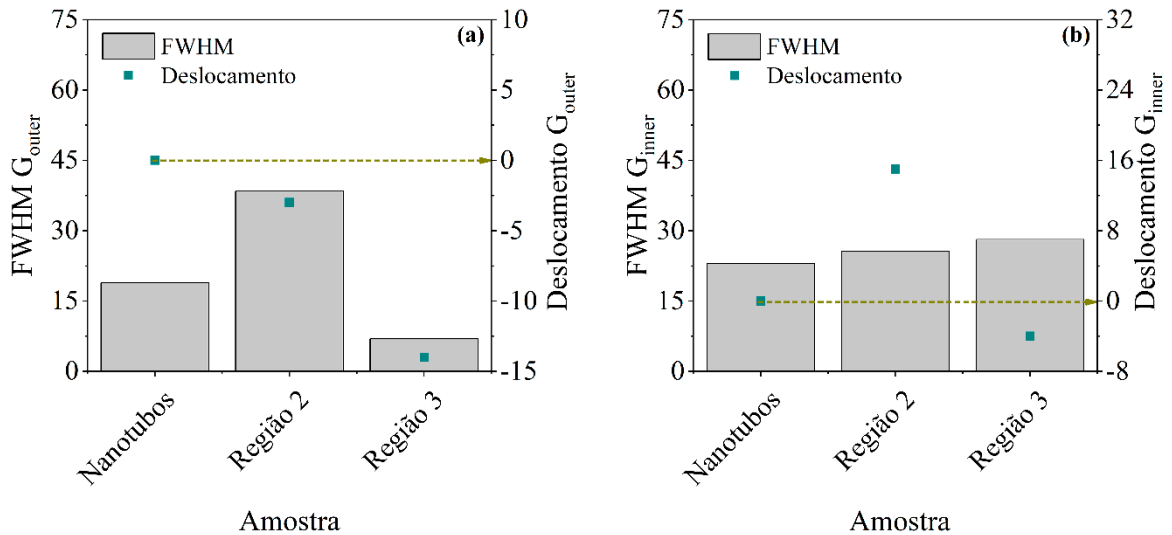 (a)
FWHM
Deslocamento
75
60
45
30
15
0
FWHM G_outer
10
5
0
-5
-10
-15
Deslocamento G_outer
Nanotubos
Região 2
Região 3
Amostra
(b)
FWHM
Deslocamento
75
60
45
30
15
0
FWHM G_inner
32
24
16
8
0
-8
Deslocamento G_inner
Nanotubos
Região 2
Região 3
Amostra